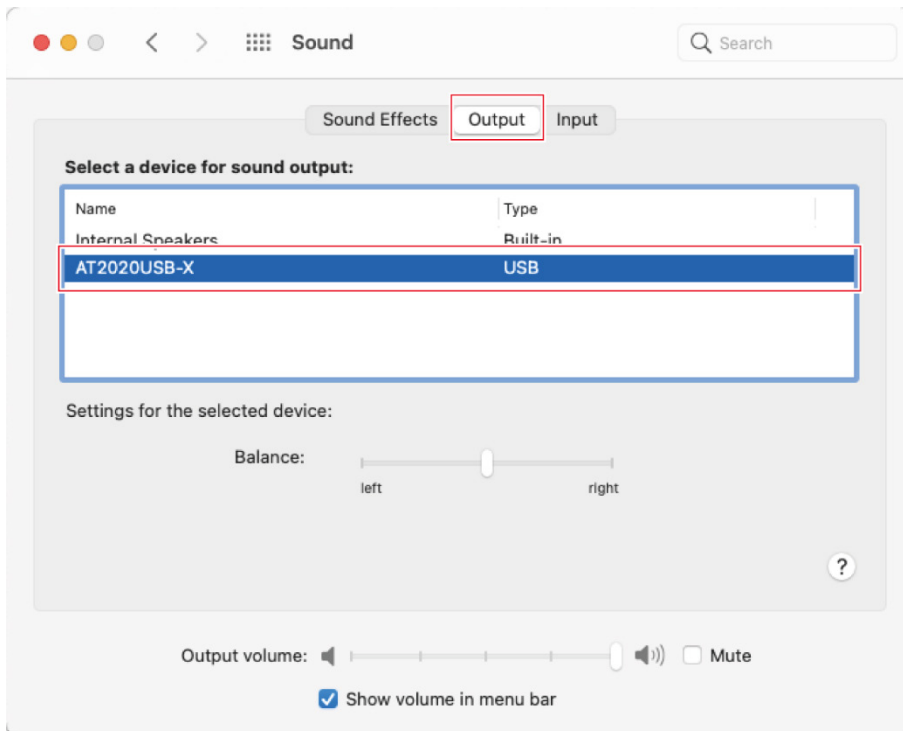 Sound
Search
Sound Effects Output Input
Select a device for sound output:
Name Type
Internal Speakers Built-in
AT2020USB-X USB
Settings for the selected device:
Balance:
left right
?
Output volume: Mute
Show volume in menu bar